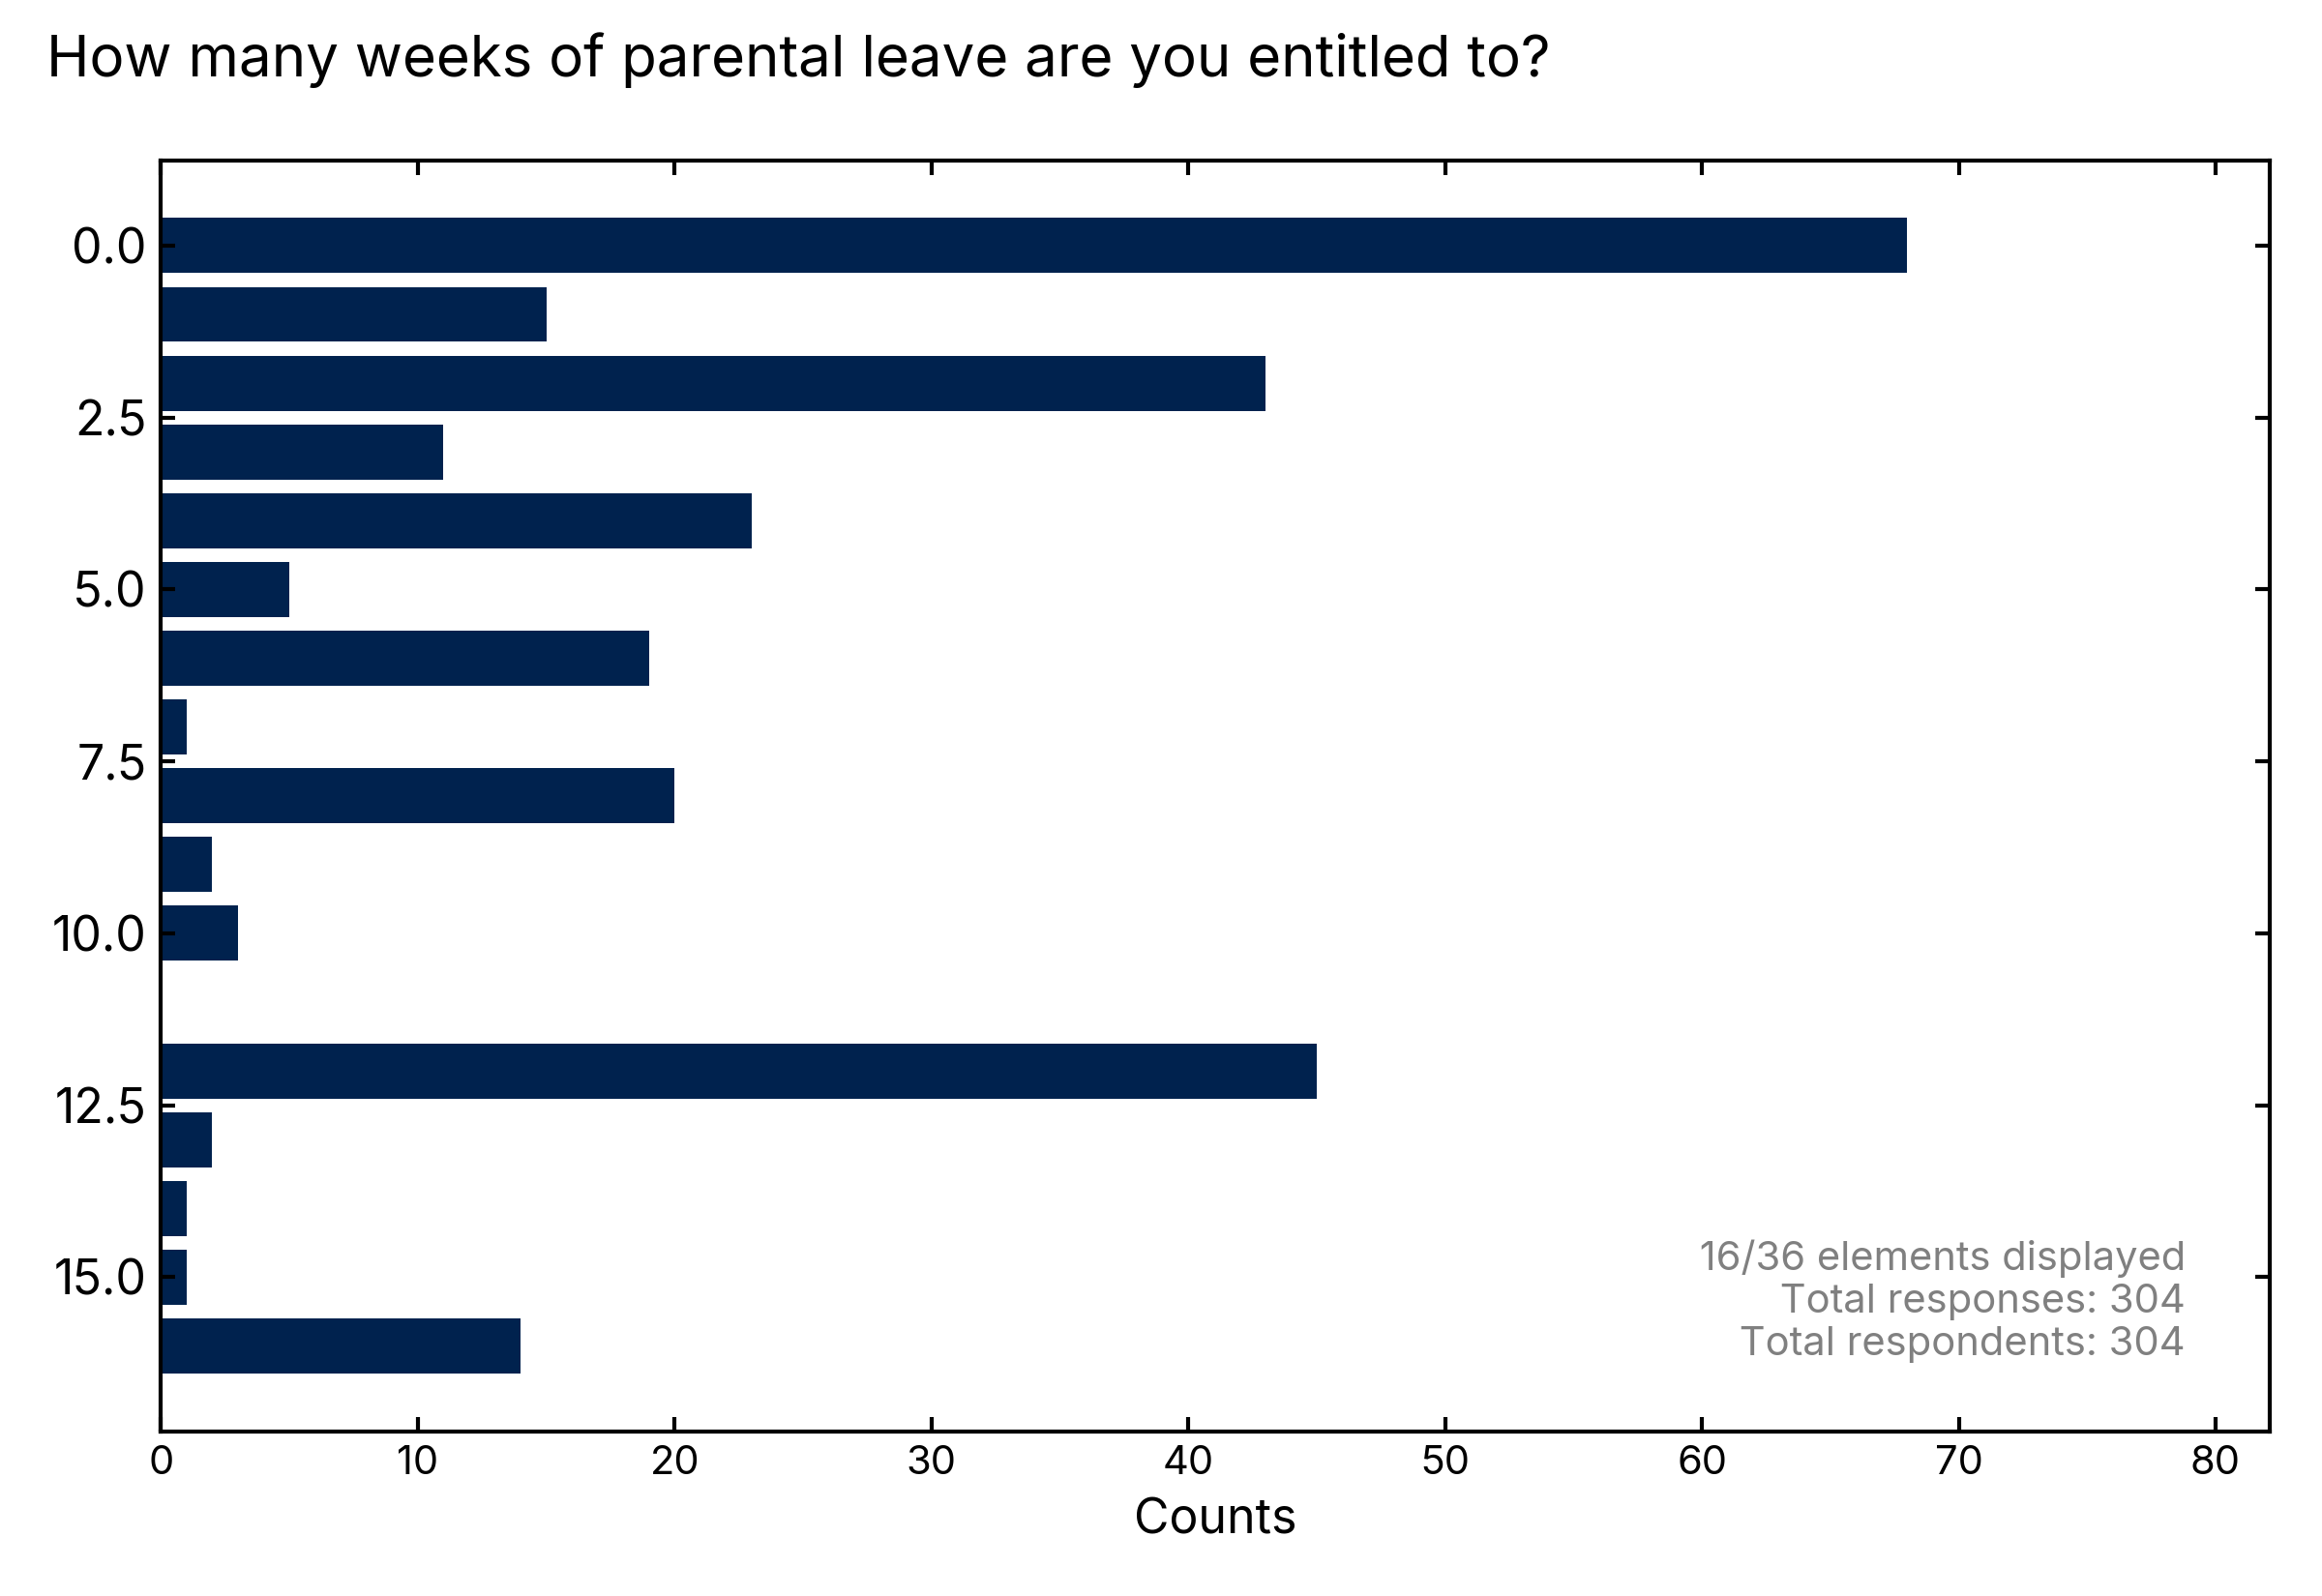 How many weeks of parental leave are you entitled to?
0.0
2.5
5.0
7.5
10.0
12.5
15.0
16/36 elements displayed
Total responses: 304
Total respondents: 304
0 10 20 30 40 50 60 70 80
Counts